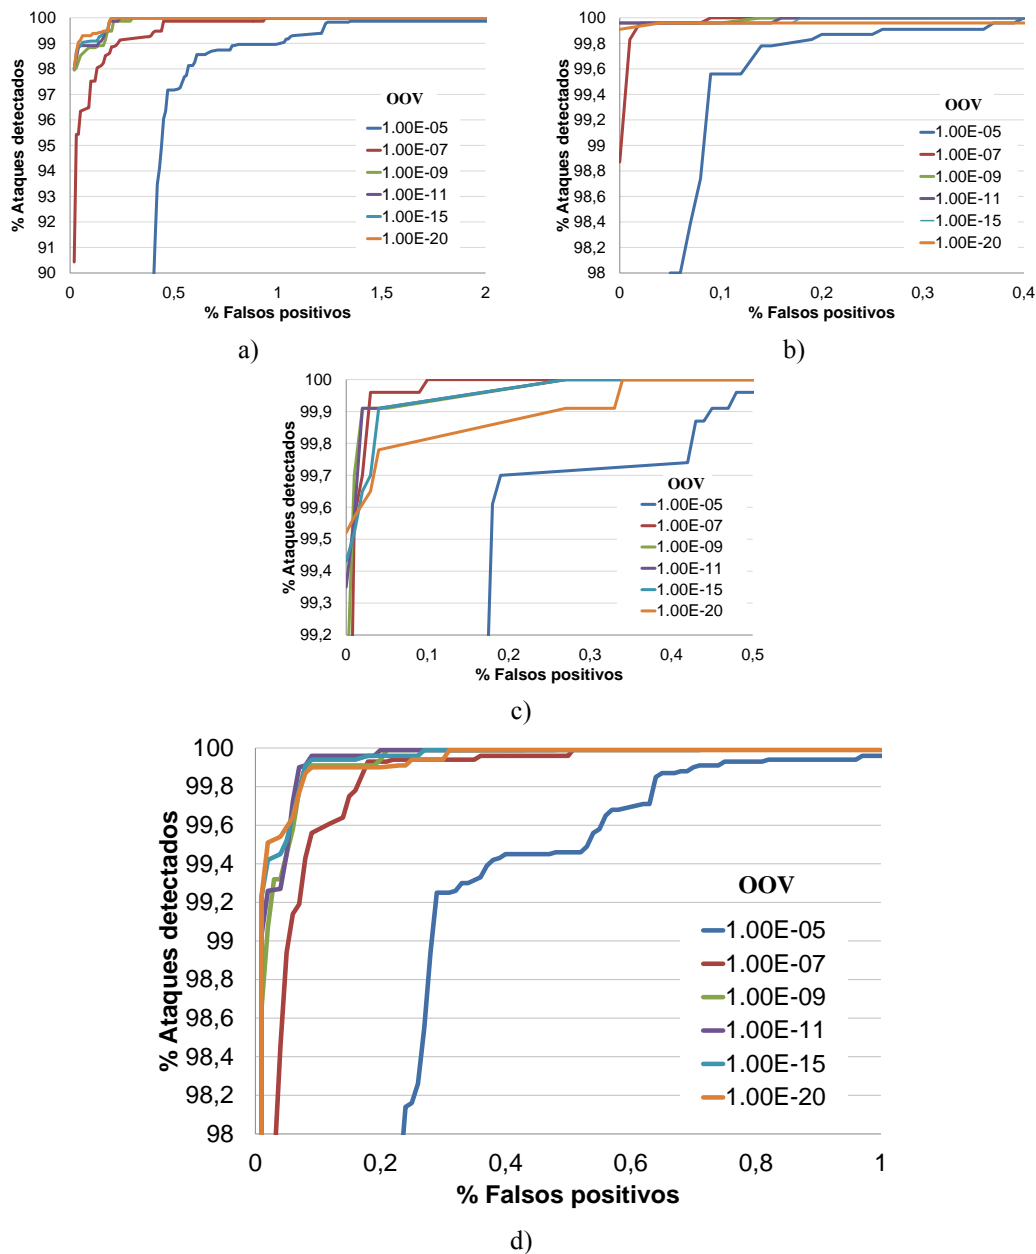 % Ataques detectados
100
99
98
97
96
95
94
93
92
91
90
0
0,5
1
1,5
2
% Falsos positivos
OOV
1.00E-05
1.00E-07
1.00E-09
1.00E-11
1.00E-15
1.00E-20
a)
% Ataques detectados
100
99,8
99,6
99,4
99,2
99
98,8
98,6
98,4
98,2
98
0
0,1
0,2
0,3
0,4
% Falsos positivos
OOV
1.00E-05
1.00E-07
1.00E-09
1.00E-11
1.00E-15
1.00E-20
b)
% Ataques detectados
100
99,9
99,8
99,7
99,6
99,5
99,4
99,3
99,2
0
0,1
0,2
0,3
0,4
0,5
% Falsos positivos
OOV
1.00E-05
1.00E-07
1.00E-09
1.00E-11
1.00E-15
1.00E-20
c)
% Ataques detectados
100
99,8
99,6
99,4
99,2
99
98,8
98,6
98,4
98,2
98
0
0,2
0,4
0,6
0,8
1
% Falsos positivos
OOV
1.00E-05
1.00E-07
1.00E-09
1.00E-11
1.00E-15
1.00E-20
d)